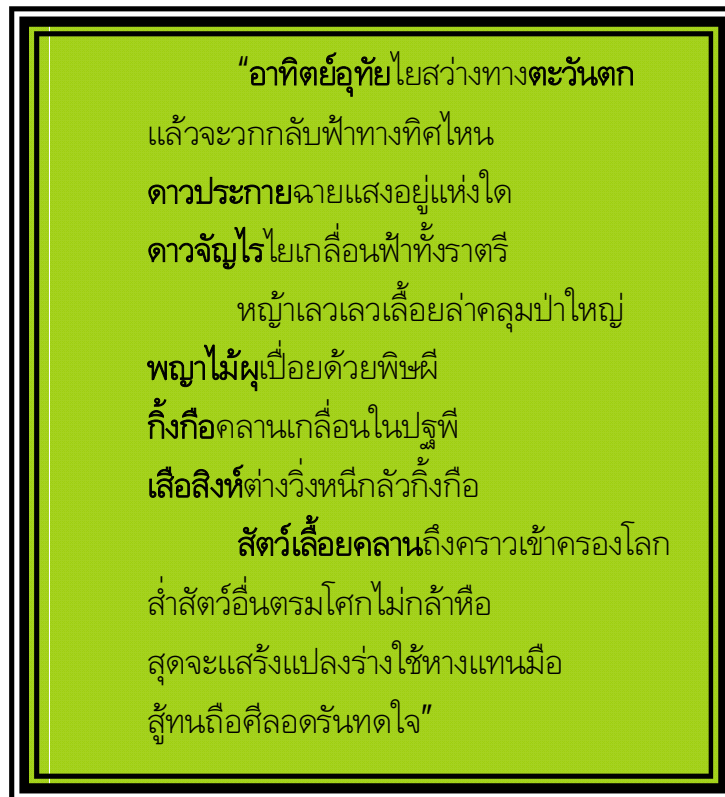 "อาทิตย์อุทัยไยสว่างทางตะวันตก
แล้วจะวกกลับฟ้าทางทิศไหน
ดาวประกายฉายแสงอยู่แห่งใด
ดาวจัญไรไยเกลื่อนฟ้าทั้งราตรี
หญ้าเลวเลวเลื้อยล่าคลุมป่าใหญ่
พญาไม้ผุเปื่อยด้วยพิษผี
กิ้งกือคลานเกลื่อนในปฐพี
เสือสิงห์ต่างวิ่งหนีกลัวกิ้งกือ
สัตว์เลื้อยคลานถึงคราวเข้าครองโลก
ส่ำสัตว์อื่นตรมโศกไม่กล้าหือ
สุดจะแสร้งแปลงร่างใช้หางแทนมือ
สู้ทนถือศีลอดรันทดใจ"